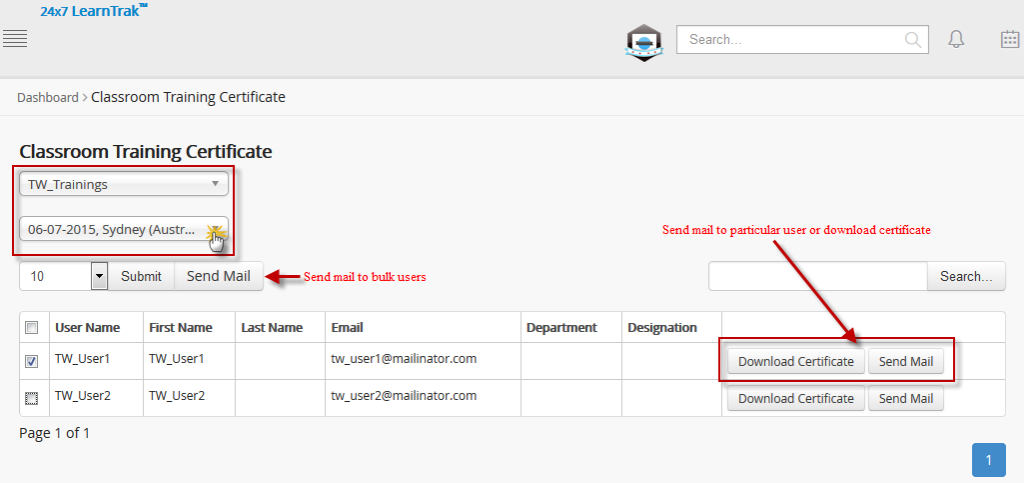 24x7 LearnTrak™
Search...
Dashboard > Classroom Training Certificate
Classroom Training Certificate
TW_Trainings
06-07-2015, Sydney (Austr...
Send mail to particular user or download certificate
10 Submit Send Mail Send mail to bulk users Search...
User Name First Name Last Name Email Department Designation
TW_User1 TW_User1 tw_user1@mailinator.com Download Certificate Send Mail
TW_User2 TW_User2 tw_user2@mailinator.com Download Certificate Send Mail
Page 1 of 1
1